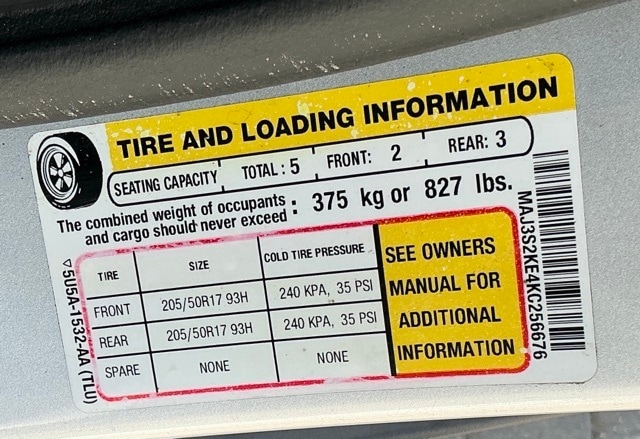 TIRE AND LOADING INFORMATION
SEATING CAPACITY TOTAL : 5 FRONT: 2 REAR: 3
The combined weight of occupants
and cargo should never exceed : 375 kg or 827 lbs.
TIRE SIZE COLD TIRE PRESSURE
FRONT 205/50R17 93H 240 KPA, 35 PSI
REAR 205/50R17 93H 240 KPA, 35 PSI
SPARE NONE NONE
SEE OWNERS
MANUAL FOR
ADDITIONAL
INFORMATION
▽5U5A-1532-AA (TLU)
MAJ3S2KE4KC256676